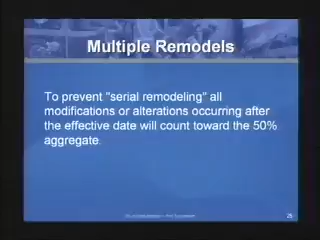 Multiple Remodels
To prevent "serial remodeling" all
modifications or alterations occurring after
the effective date will count toward the 50%
aggregate.
25